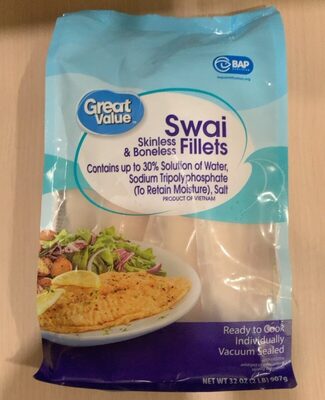 BAP
CERTIFIED
Great
Value
Swai
Skinless
& Boneless
Fillets
Contains up to 30% Solution of Water,
Sodium Tripolyphosphate
(To Retain Moisture), Salt
PRODUCT OF VIETNAM
Ready to Cook
Individually
Vacuum Sealed
NET WT 32 OZ (2 LB) 907g